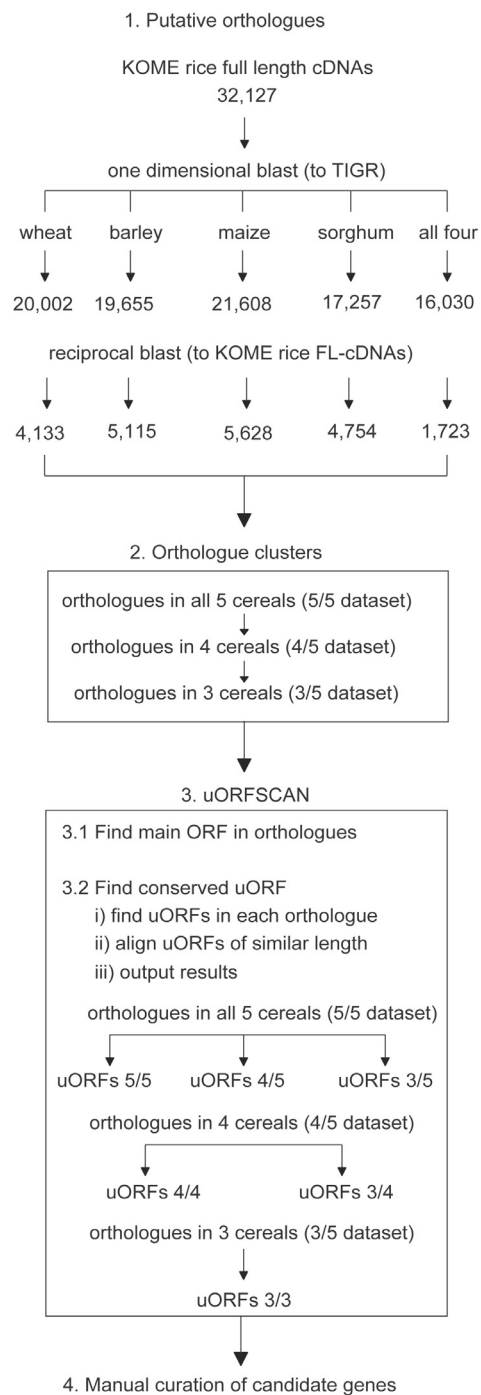 1. Putative orthologues
KOME rice full length cDNAs
32,127
one dimensional blast (to TIGR)
wheat barley maize sorghum all four
20,002 19,655 21,608 17,257 16,030
reciprocal blast (to KOME rice FL-cDNAs)
4,133 5,115 5,628 4,754 1,723
2. Orthologue clusters
orthologues in all 5 cereals (5/5 dataset)
orthologues in 4 cereals (4/5 dataset)
orthologues in 3 cereals (3/5 dataset)
3. uORFSCAN
3.1 Find main ORF in orthologues
3.2 Find conserved uORF
i) find uORFs in each orthologue
ii) align uORFs of similar length
iii) output results
orthologues in all 5 cereals (5/5 dataset)
uORFs 5/5 uORFs 4/5 uORFs 3/5
orthologues in 4 cereals (4/5 dataset)
uORFs 4/4 uORFs 3/4
orthologues in 3 cereals (3/5 dataset)
uORFs 3/3
4. Manual curation of candidate genes